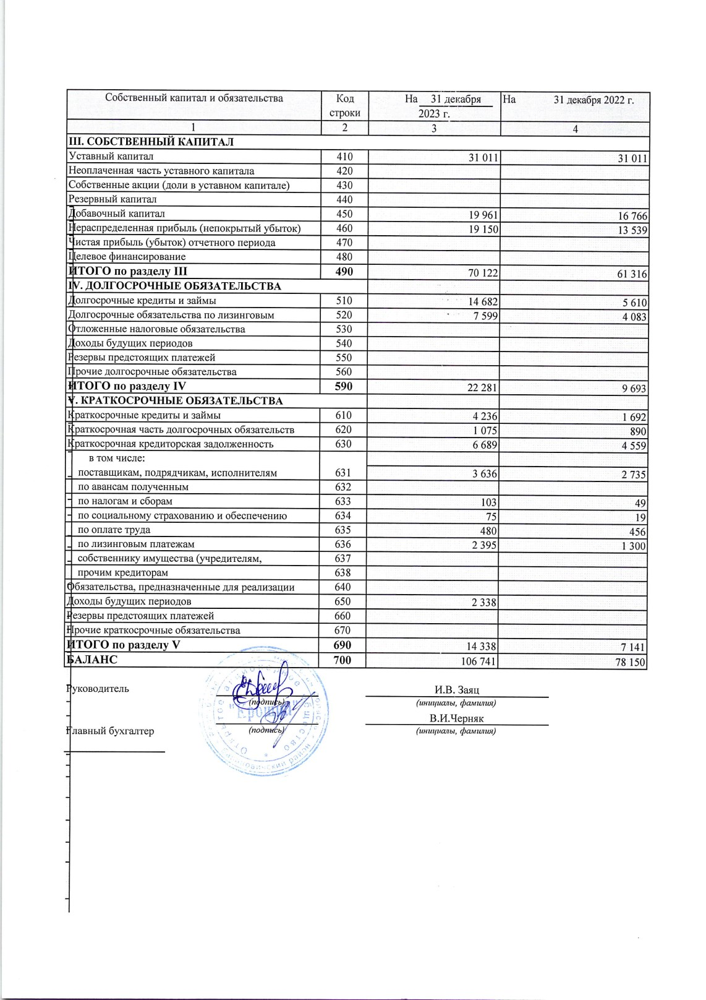 Собственный капитал и обязательства Код строки На 31 декабря 2023 г. На 31 декабря 2022 г.
1 2 3 4
III. СОБСТВЕННЫЙ КАПИТАЛ
Уставный капитал 410 31 011 31 011
Неоплаченная часть уставного капитала 420
Собственные акции (доли в уставном капитале) 430
Резервный капитал 440
Добавочный капитал 450 19 961 16 766
Нераспределенная прибыль (непокрытый убыток) 460 19 150 13 539
Чистая прибыль (убыток) отчетного периода 470
Целевое финансирование 480
ИТОГО по разделу III 490 70 122 61 316
IV. ДОЛГОСРОЧНЫЕ ОБЯЗАТЕЛЬСТВА
Долгосрочные кредиты и займы 510 14 682 5 610
Долгосрочные обязательства по лизинговым 520 7 599 4 083
Отложенные налоговые обязательства 530
Доходы будущих периодов 540
Резервы предстоящих платежей 550
Прочие долгосрочные обязательства 560
ИТОГО по разделу IV 590 22 281 9 693
V. КРАТКОСРОЧНЫЕ ОБЯЗАТЕЛЬСТВА
Краткосрочные кредиты и займы 610 4 236 1 692
Краткосрочная часть долгосрочных обязательств 620 1 075 890
Краткосрочная кредиторская задолженность 630 6 689 4 559
в том числе:
поставщикам, подрядчикам, исполнителям 631 3 636 2 735
по авансам полученным 632
по налогам и сборам 633 103 49
по социальному страхованию и обеспечению 634 75 19
по оплате труда 635 480 456
по лизинговым платежам 636 2 395 1 300
собственнику имущества (учредителям, 637
прочим кредиторам 638
Обязательства, предназначенные для реализации 640
Доходы будущих периодов 650 2 338
Резервы предстоящих платежей 660
Прочие краткосрочные обязательства 670
ИТОГО по разделу V 690 14 338 7 141
БАЛАНС 700 106 741 78 150
Руководитель И.В. Заяц
(подпись) (инициалы, фамилия)
В.И.Черняк
Главный бухгалтер (подпись) (инициалы, фамилия)
Открытое акционерное общество